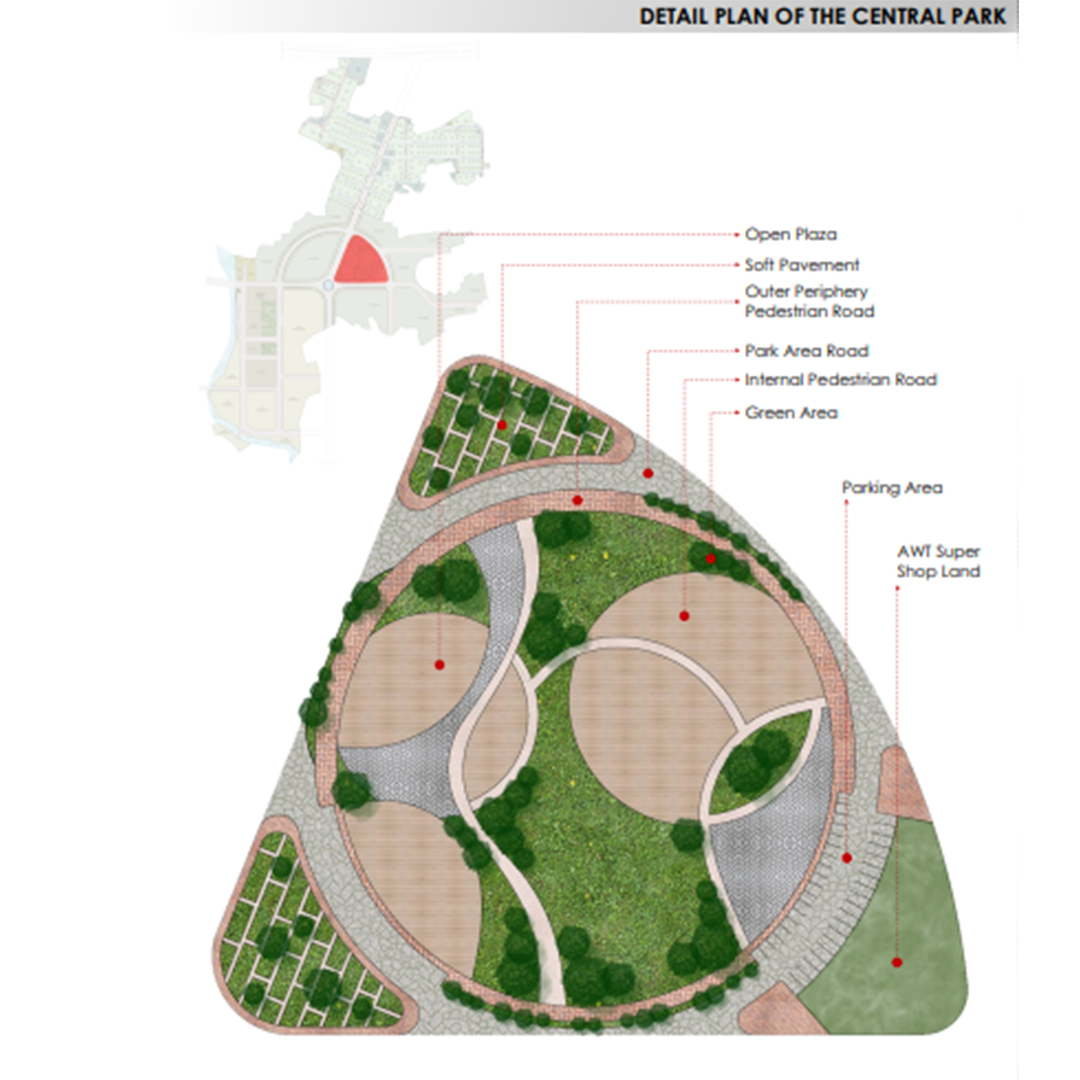 DETAIL PLAN OF THE CENTRAL PARK
Open Plaza
Soft Pavement
Outer Periphery
Pedestrian Road
Park Area Road
Internal Pedestrian Road
Green Area
Parking Area
AWT Super
Shop Land